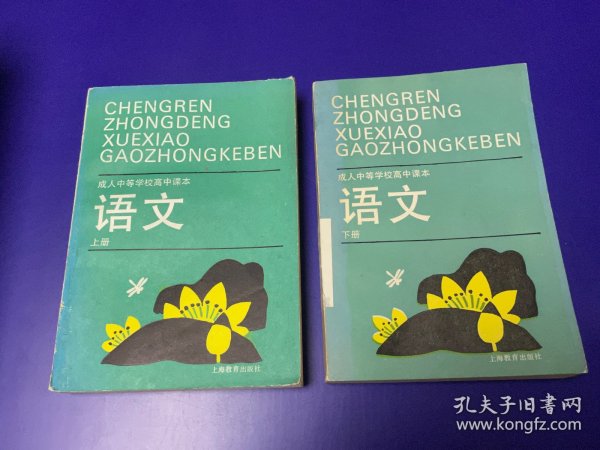 CHENGREN
ZHONGDENG
XUEXIAO
GAOZHONGKEBEN
成人中等学校高中课本
语文
上册
上海教育出版社
CHENGREN
ZHONGDENG
XUEXIAO
GAOZHONGKEBEN
成人中等学校高中课本
语文
下册
上海教育出版社
孔夫子旧书网
www.kongfz.com